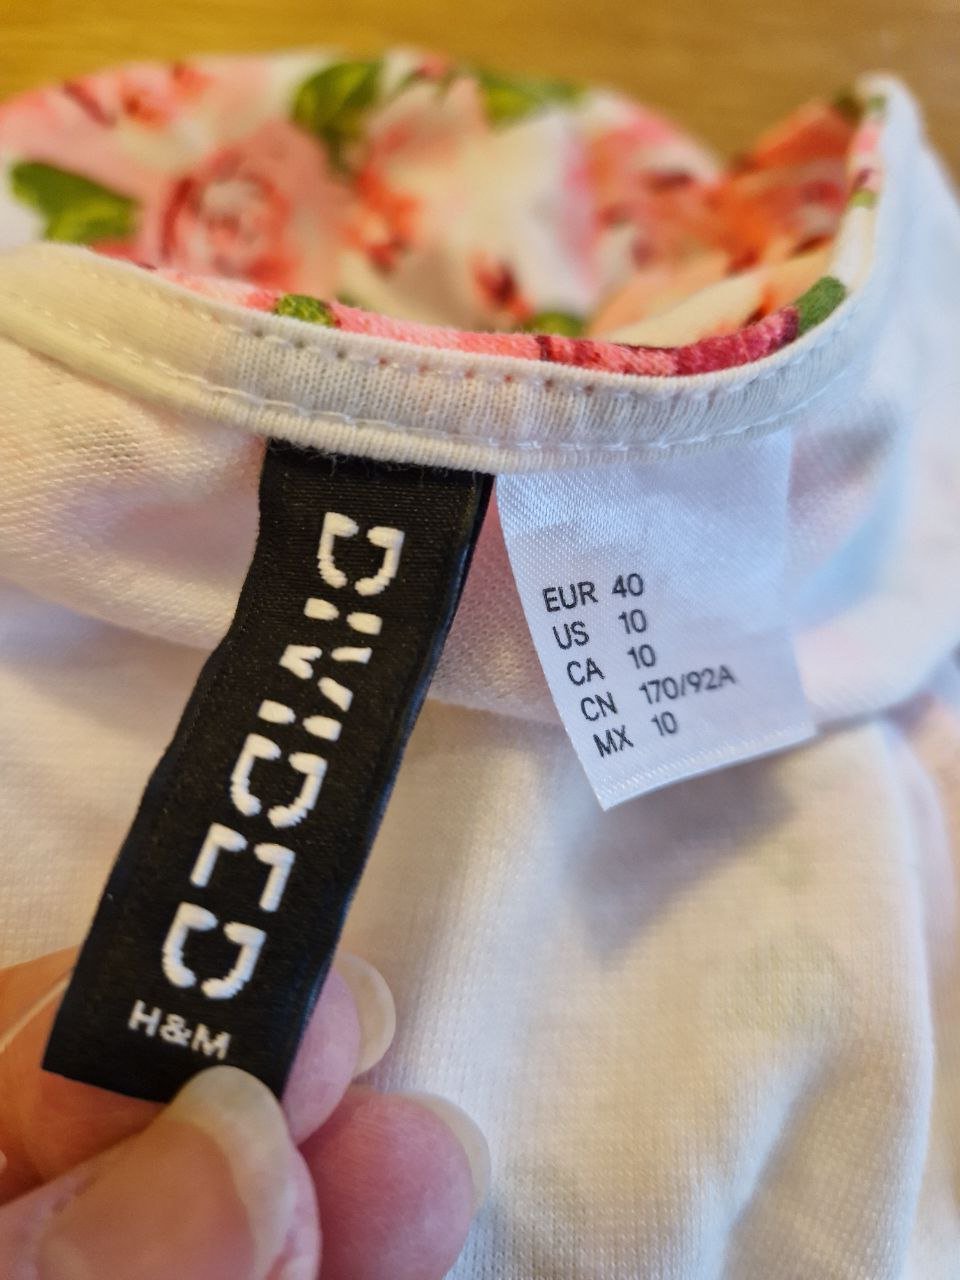 DIVIDED
H&M
EUR 40
US 10
CA 10
CN 170/92A
MX 10